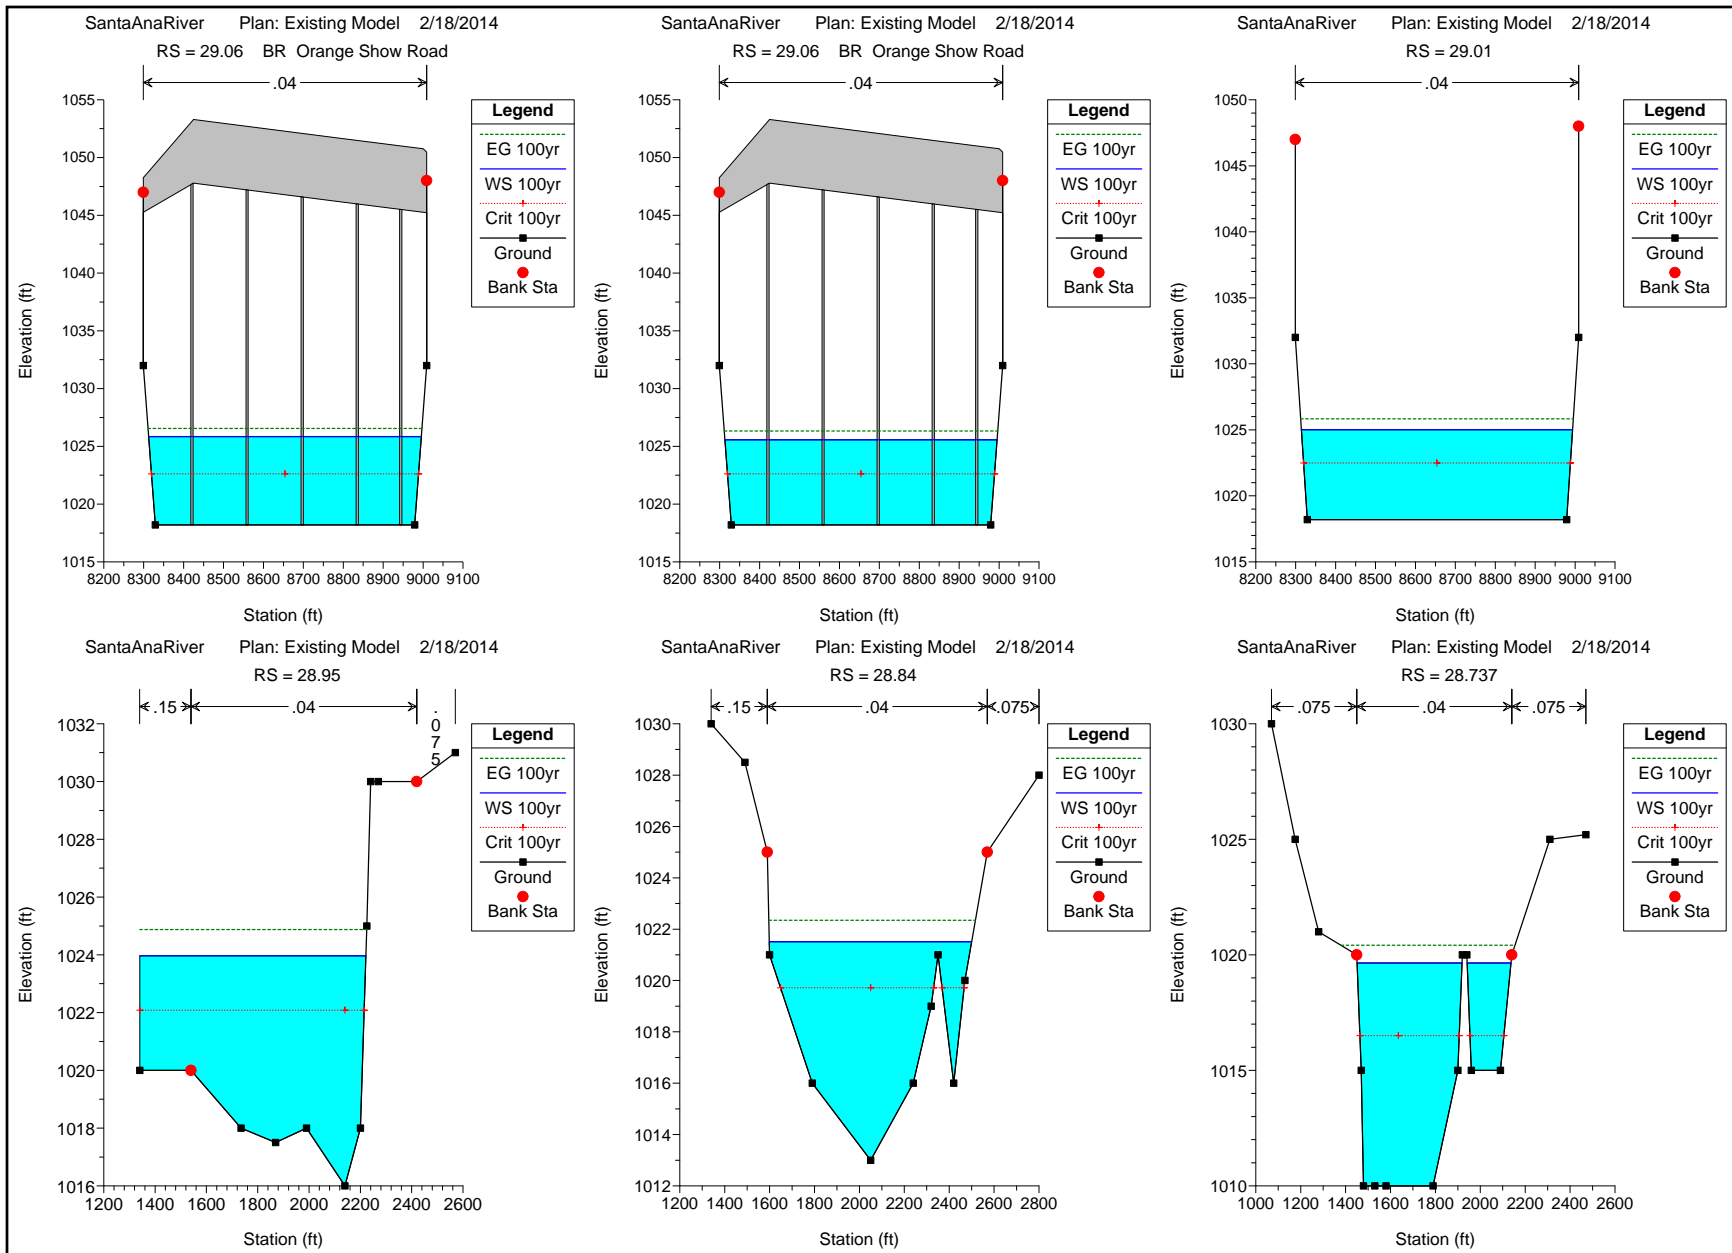 SantaAnaRiver Plan: Existing Model 2/18/2014
RS = 29.06 BR Orange Show Road
.04
1055
1050
1045
1040
1035
1030
1025
1020
1015
Elevation (ft)
8200 8300 8400 8500 8600 8700 8800 8900 9000 9100
Station (ft)
Legend
EG 100yr
WS 100yr
Crit 100yr
Ground
Bank Sta
SantaAnaRiver Plan: Existing Model 2/18/2014
RS = 29.06 BR Orange Show Road
.04
1055
1050
1045
1040
1035
1030
1025
1020
1015
Elevation (ft)
8200 8300 8400 8500 8600 8700 8800 8900 9000 9100
Station (ft)
Legend
EG 100yr
WS 100yr
Crit 100yr
Ground
Bank Sta
SantaAnaRiver Plan: Existing Model 2/18/2014
RS = 29.01
.04
1050
1045
1040
1035
1030
1025
1020
1015
Elevation (ft)
8200 8300 8400 8500 8600 8700 8800 8900 9000 9100
Station (ft)
Legend
EG 100yr
WS 100yr
Crit 100yr
Ground
Bank Sta
SantaAnaRiver Plan: Existing Model 2/18/2014
RS = 28.95
.15 .04 .075
1032
1030
1028
1026
1024
1022
1020
1018
1016
Elevation (ft)
1200 1400 1600 1800 2000 2200 2400 2600
Station (ft)
Legend
EG 100yr
WS 100yr
Crit 100yr
Ground
Bank Sta
SantaAnaRiver Plan: Existing Model 2/18/2014
RS = 28.84
.15 .04 .075
1030
1028
1026
1024
1022
1020
1018
1016
1014
1012
Elevation (ft)
1200 1400 1600 1800 2000 2200 2400 2600 2800
Station (ft)
Legend
EG 100yr
WS 100yr
Crit 100yr
Ground
Bank Sta
SantaAnaRiver Plan: Existing Model 2/18/2014
RS = 28.737
.075 .04 .075
1030
1025
1020
1015
1010
Elevation (ft)
1000 1200 1400 1600 1800 2000 2200 2400 2600
Station (ft)
Legend
EG 100yr
WS 100yr
Crit 100yr
Ground
Bank Sta